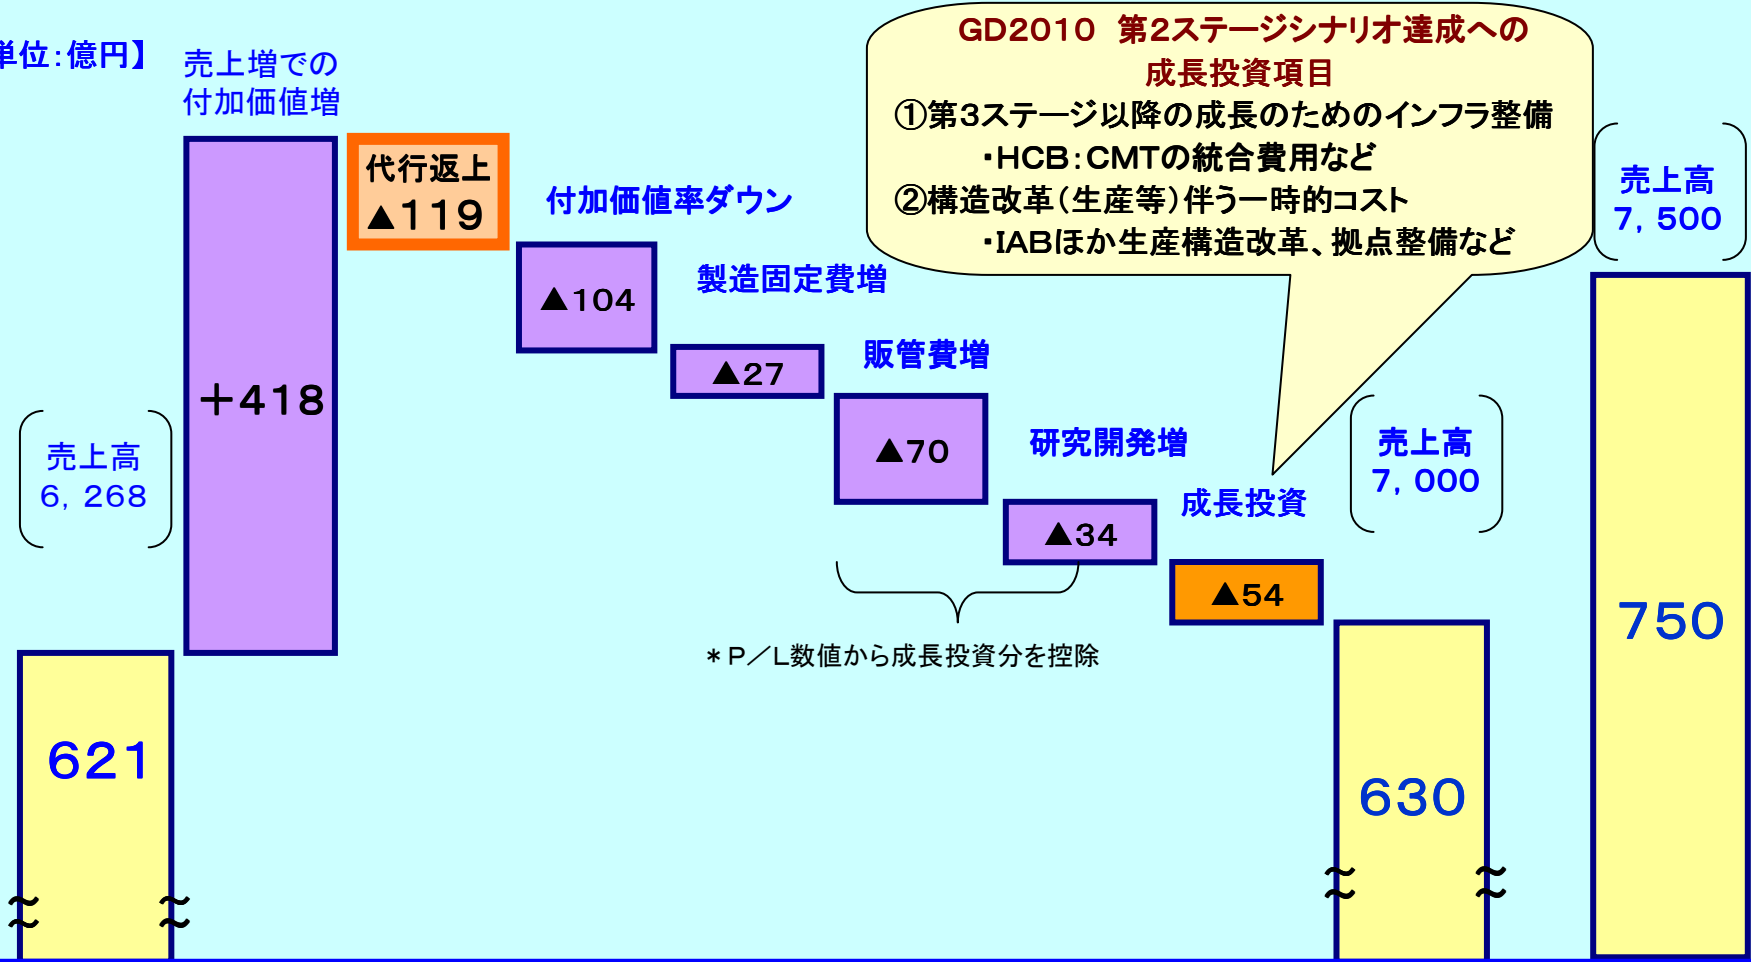 単位：億円】
売上増での
付加価値増
GD2010　第2ステージシナリオ達成への
成長投資項目
①第3ステージ以降の成長のためのインフラ整備
・HCB：CMTの統合費用など
②構造改革（生産等）伴う一時的コスト
・IABほか生産構造改革、拠点整備など
代行返上
▲119
付加価値率ダウン
▲104
製造固定費増
▲27
販管費増
▲70
研究開発増
▲34
成長投資
▲54
＋418
売上高
6，268
621
＊P／L数値から成長投資分を控除
売上高
7，000
630
売上高
7，500
750